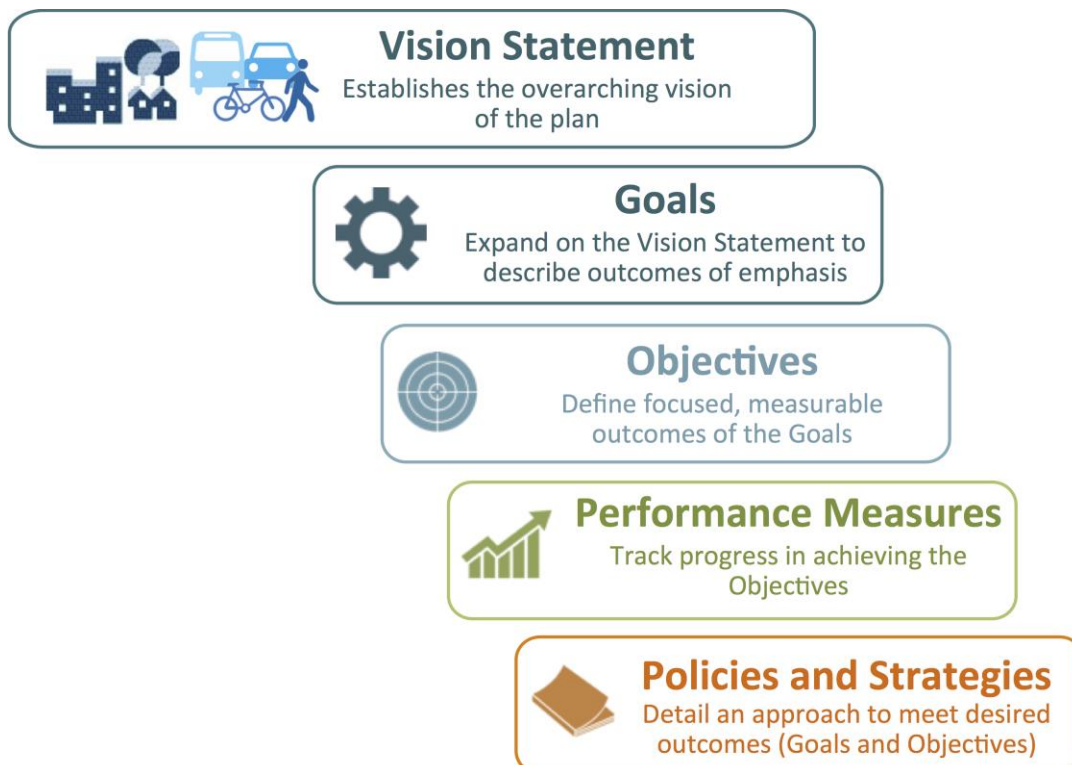 Vision Statement
Establishes the overarching vision
of the plan
Goals
Expand on the Vision Statement to
describe outcomes of emphasis
Objectives
Define focused, measurable
outcomes of the Goals
Performance Measures
Track progress in achieving the
Objectives
Policies and Strategies
Detail an approach to meet desired
outcomes (Goals and Objectives)